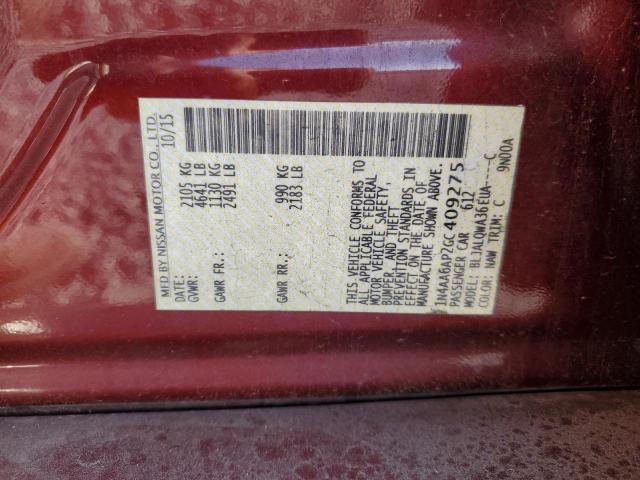 MFD BY NISSAN MOTOR CO., LTD.
DATE: 10/15
GVWR: 2105 KG
4641 LB
GAWR FR: 1130 KG
2491 LB
GAWR RR: 990 KG
2183 LB
THIS VEHICLE CONFORMS TO
ALL APPLICABLE FEDERAL
MOTOR VEHICLE SAFETY,
BUMPER, AND THEFT
PREVENTION STANDARDS IN
EFFECT ON THE DATE OF
MANUFACTURE SHOWN ABOVE.
1N4AA6AP2GC 409275
PASSENGER CAR 612
MODEL: BLJALQWA36EUA----C
COLOR: NAW TRIM: C 9N00A